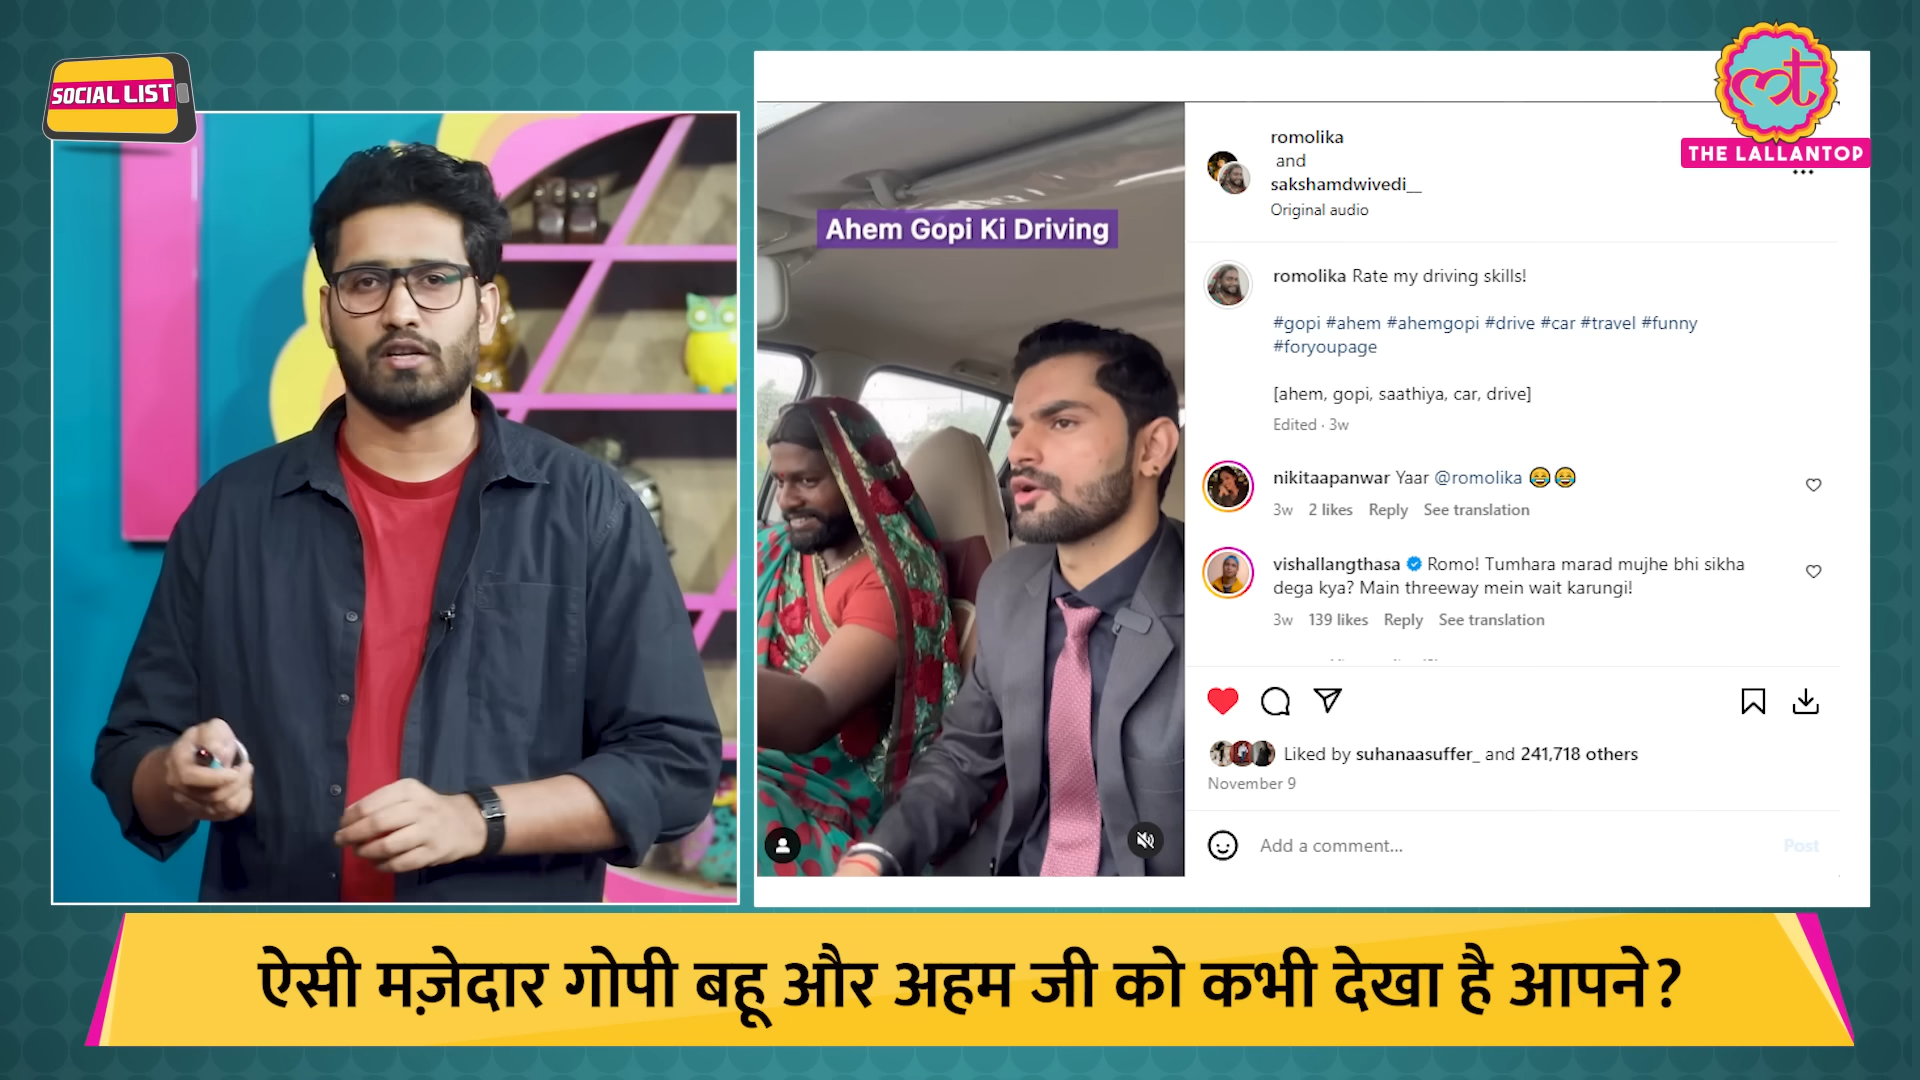 SOCIAL LIST
लT
THE LALLANTOP
Ahem Gopi Ki Driving
romolika
and
sakshamdwivedi__
Original audio
romolika Rate my driving skills!
#gopi #ahem #ahemgopi #drive #car #travel #funny
#foryoupage
[ahem, gopi, saathiya, car, drive]
Edited · 3w
nikitaapanwar Yaar @romolika 😂😂
3w 2 likes Reply See translation
vishallangthasa Romo! Tumhara marad mujhe bhi sikha
dega kya? Main threeway mein wait karungi!
3w 139 likes Reply See translation
Liked by suhanaasuffer_ and 241,718 others
November 9
Add a comment...
Post
ऐसी मज़ेदार गोपी बहू और अहम जी को कभी देखा है आपने?